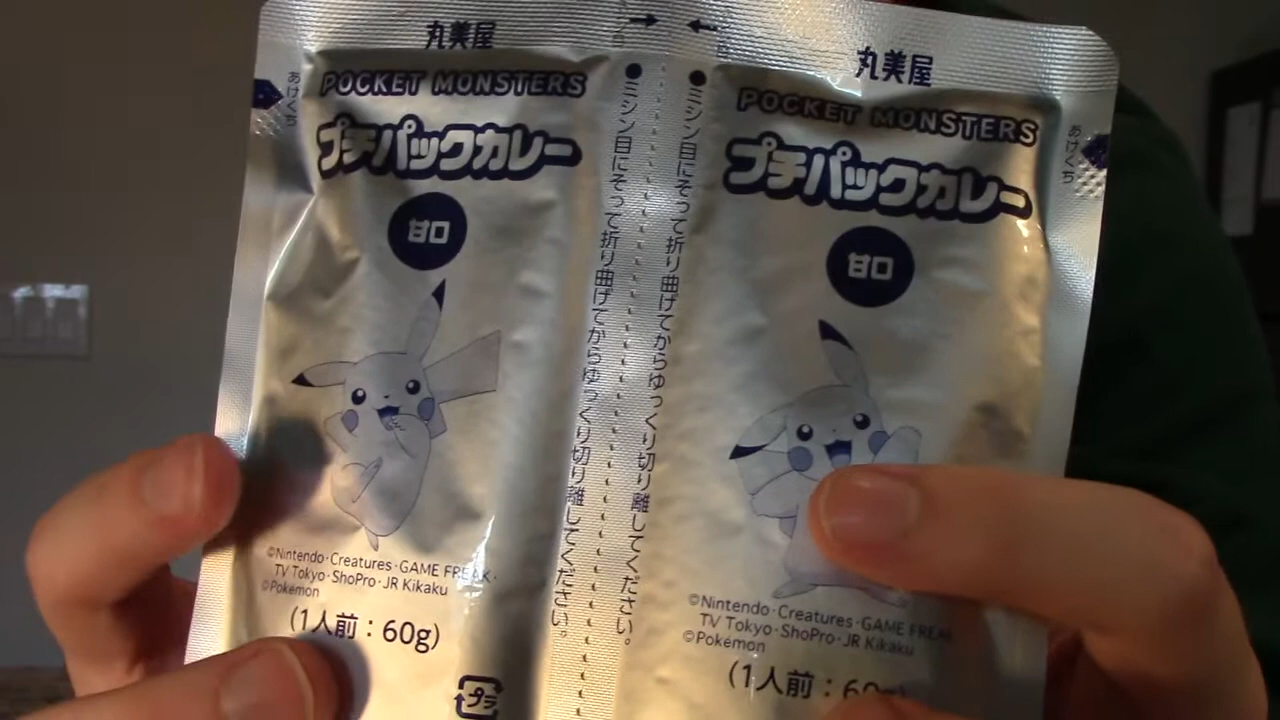 丸美屋
POCKET MONSTERS
プチパックカレー
甘口
あけくち
©Nintendo・Creatures・GAME FREAK・
TV Tokyo・ShoPro・JR Kikaku
©Pokémon
(1人前：60g)
プラ
●ミシン目にそって折り曲げてからゆっくり切り離してください。
●ミシン目にそって折り曲げてからゆっくり切り離してください。
丸美屋
POCKET MONSTERS
プチパックカレー
甘口
あけくち
©Nintendo・Creatures・GAME FREAK
TV Tokyo・ShoPro・JR Kikaku
©Pokémon
(1人前：60g)